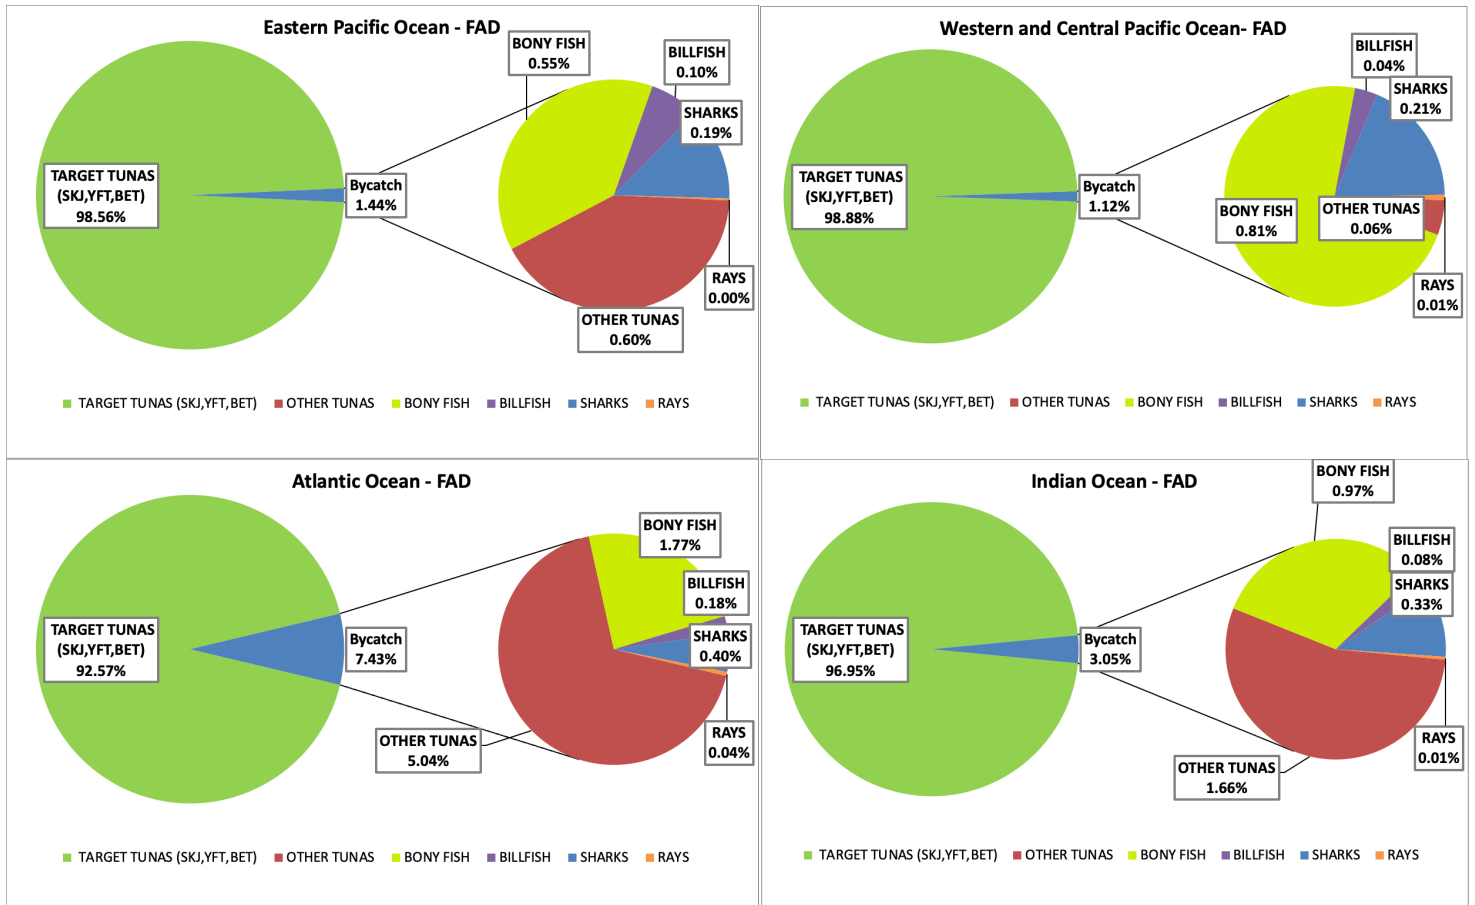 Eastern Pacific Ocean - FAD
BONY FISH
0.55%
BILLFISH
0.10%
SHARKS
0.19%
TARGET TUNAS
(SKJ,YFT,BET)
98.56%
Bycatch
1.44%
RAYS
0.00%
OTHER TUNAS
0.60%
TARGET TUNAS (SKJ,YFT,BET) OTHER TUNAS BONY FISH BILLFISH SHARKS RAYS
Western and Central Pacific Ocean- FAD
BILLFISH
0.04%
SHARKS
0.21%
TARGET TUNAS
(SKJ,YFT,BET)
98.88%
Bycatch
1.12%
BONY FISH
0.81%
OTHER TUNAS
0.06%
RAYS
0.01%
TARGET TUNAS (SKJ,YFT,BET) OTHER TUNAS BONY FISH BILLFISH SHARKS RAYS
Atlantic Ocean - FAD
BONY FISH
1.77%
BILLFISH
0.18%
SHARKS
0.40%
TARGET TUNAS
(SKJ,YFT,BET)
92.57%
Bycatch
7.43%
RAYS
0.04%
OTHER TUNAS
5.04%
TARGET TUNAS (SKJ,YFT,BET) OTHER TUNAS BONY FISH BILLFISH SHARKS RAYS
Indian Ocean - FAD
BONY FISH
0.97%
BILLFISH
0.08%
SHARKS
0.33%
TARGET TUNAS
(SKJ,YFT,BET)
96.95%
Bycatch
3.05%
RAYS
0.01%
OTHER TUNAS
1.66%
TARGET TUNAS (SKJ,YFT,BET) OTHER TUNAS BONY FISH BILLFISH SHARKS RAYS